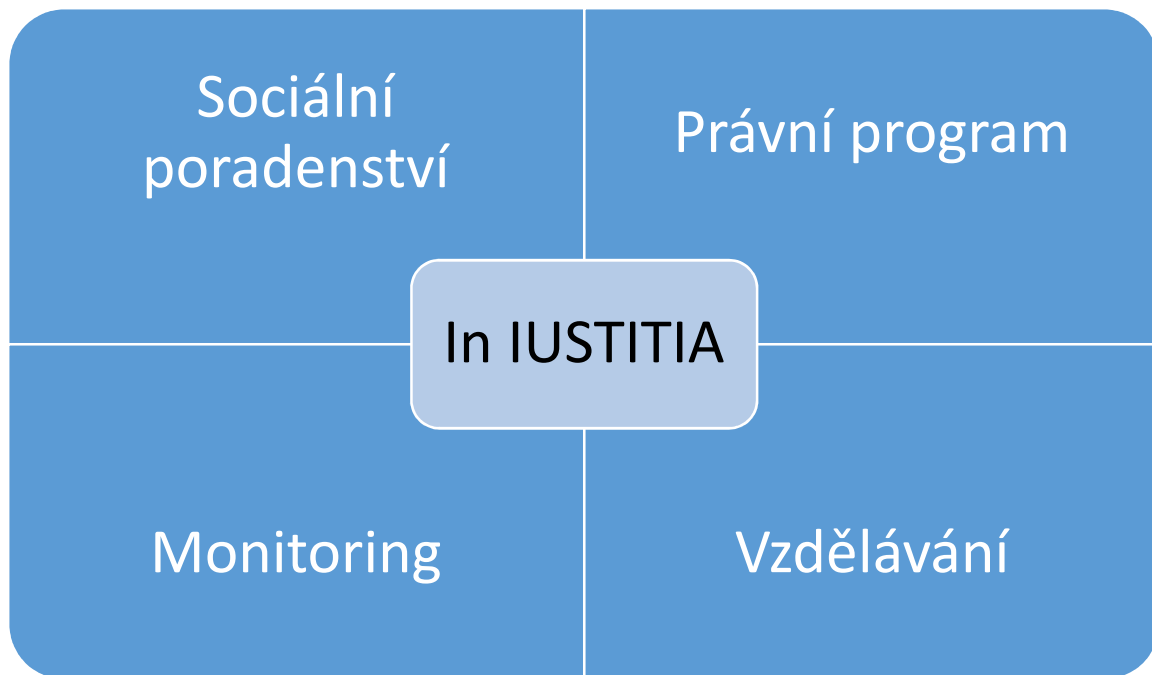 Sociální
poradenství
Právní program
In IUSTITIA
Monitoring
Vzdělávání